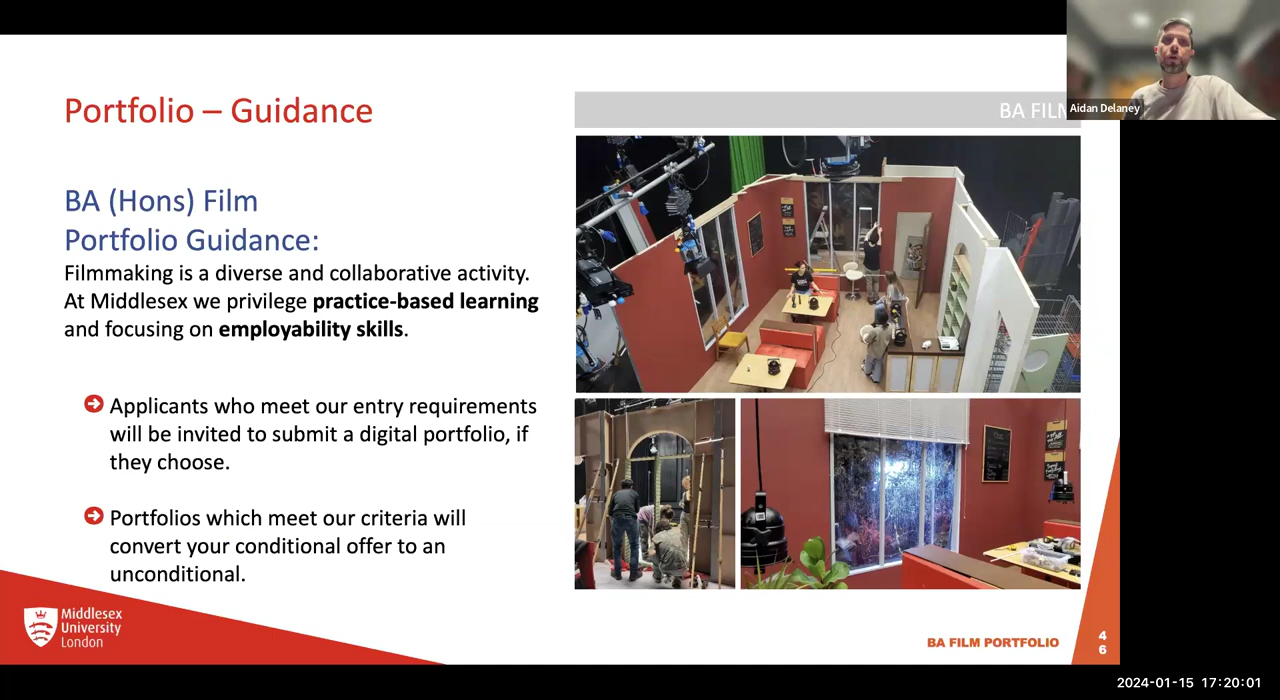 Portfolio – Guidance
BA FILM
Aidan Delaney
BA (Hons) Film
Portfolio Guidance:
Filmmaking is a diverse and collaborative activity.
At Middlesex we privilege practice-based learning
and focusing on employability skills.
Applicants who meet our entry requirements
will be invited to submit a digital portfolio, if
they choose.
Portfolios which meet our criteria will
convert your conditional offer to an
unconditional.
Middlesex
University
London
BA FILM PORTFOLIO
4
6
2024-01-15 17:20:01